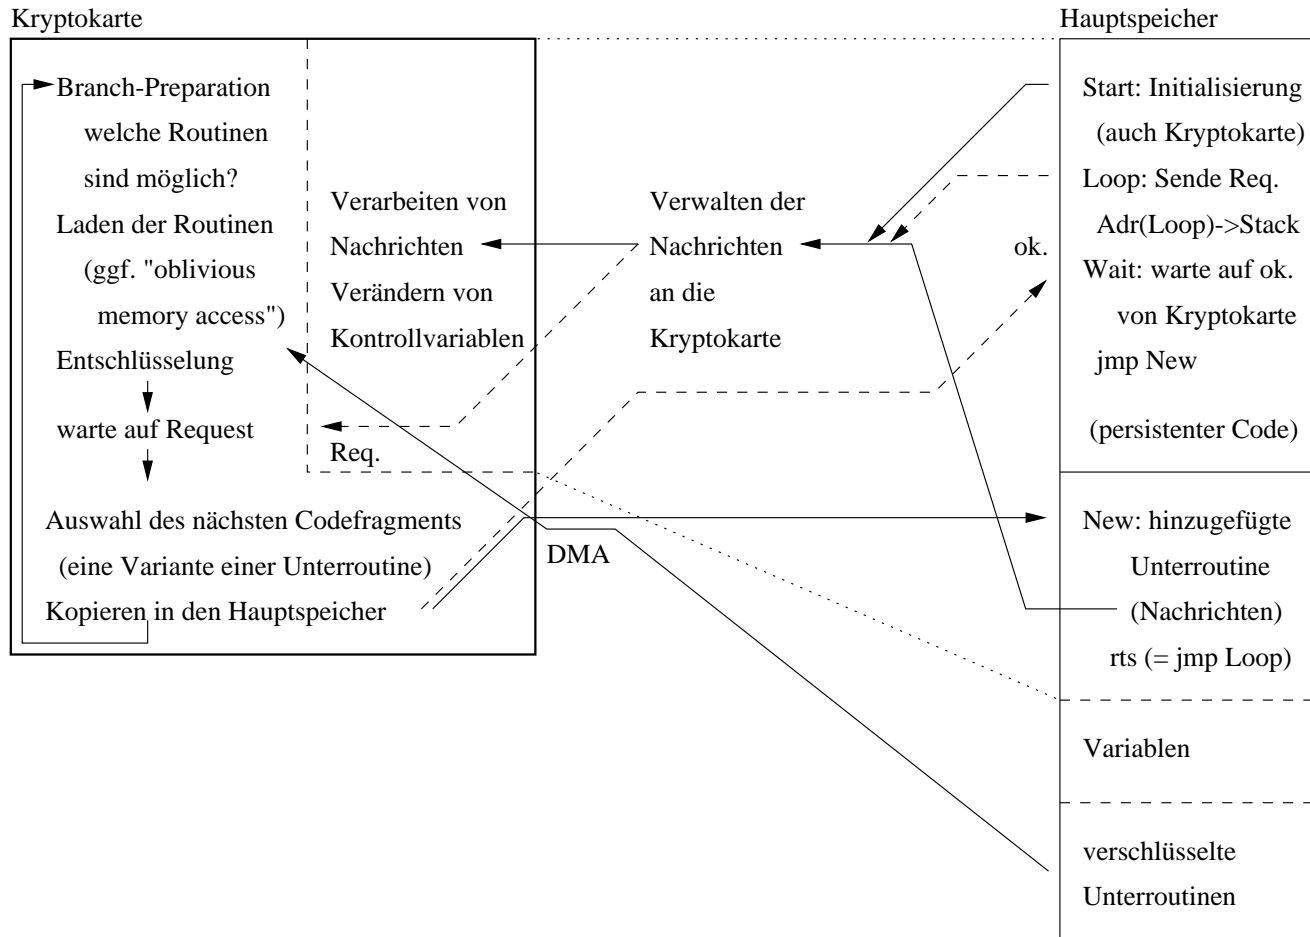 Kryptokarte
Branch-Preparation
welche Routinen
sind möglich?
Laden der Routinen
(ggf. "oblivious
memory access")
Entschlüsselung
warte auf Request
Auswahl des nächsten Codefragments
(eine Variante einer Unterroutine)
Kopieren in den Hauptspeicher
Verarbeiten von
Nachrichten
Verändern von
Kontrollvariablen
Req.
Verwalten der
Nachrichten
an die
Kryptokarte
DMA
ok.
Hauptspeicher
Start: Initialisierung
(auch Kryptokarte)
Loop: Sende Req.
Adr(Loop)->Stack
Wait: warte auf ok.
von Kryptokarte
jmp New
(persistenter Code)
New: hinzugefügte
Unterroutine
(Nachrichten)
rts (= jmp Loop)
Variablen
verschlüsselte
Unterroutinen